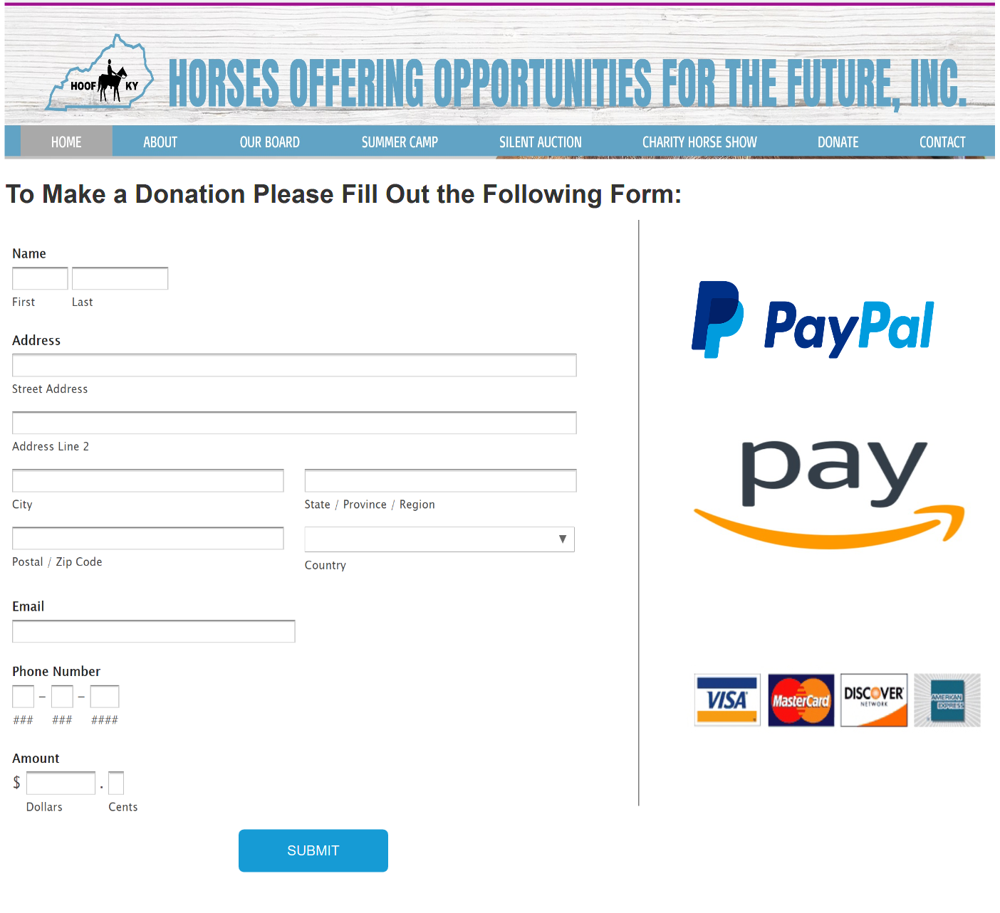 HOOF KY
HORSES OFFERING OPPORTUNITIES FOR THE FUTURE, INC.
HOME ABOUT OUR BOARD SUMMER CAMP SILENT AUCTION CHARITY HORSE SHOW DONATE CONTACT
To Make a Donation Please Fill Out the Following Form:
Name
First Last
Address
Street Address
Address Line 2
City State / Province / Region
Postal / Zip Code
Country
Email
Phone Number
– –
### ### ####
Amount
$ .
Dollars Cents
SUBMIT
PayPal
pay
VISA MasterCard DISCOVER NETWORK AMERICAN EXPRESS